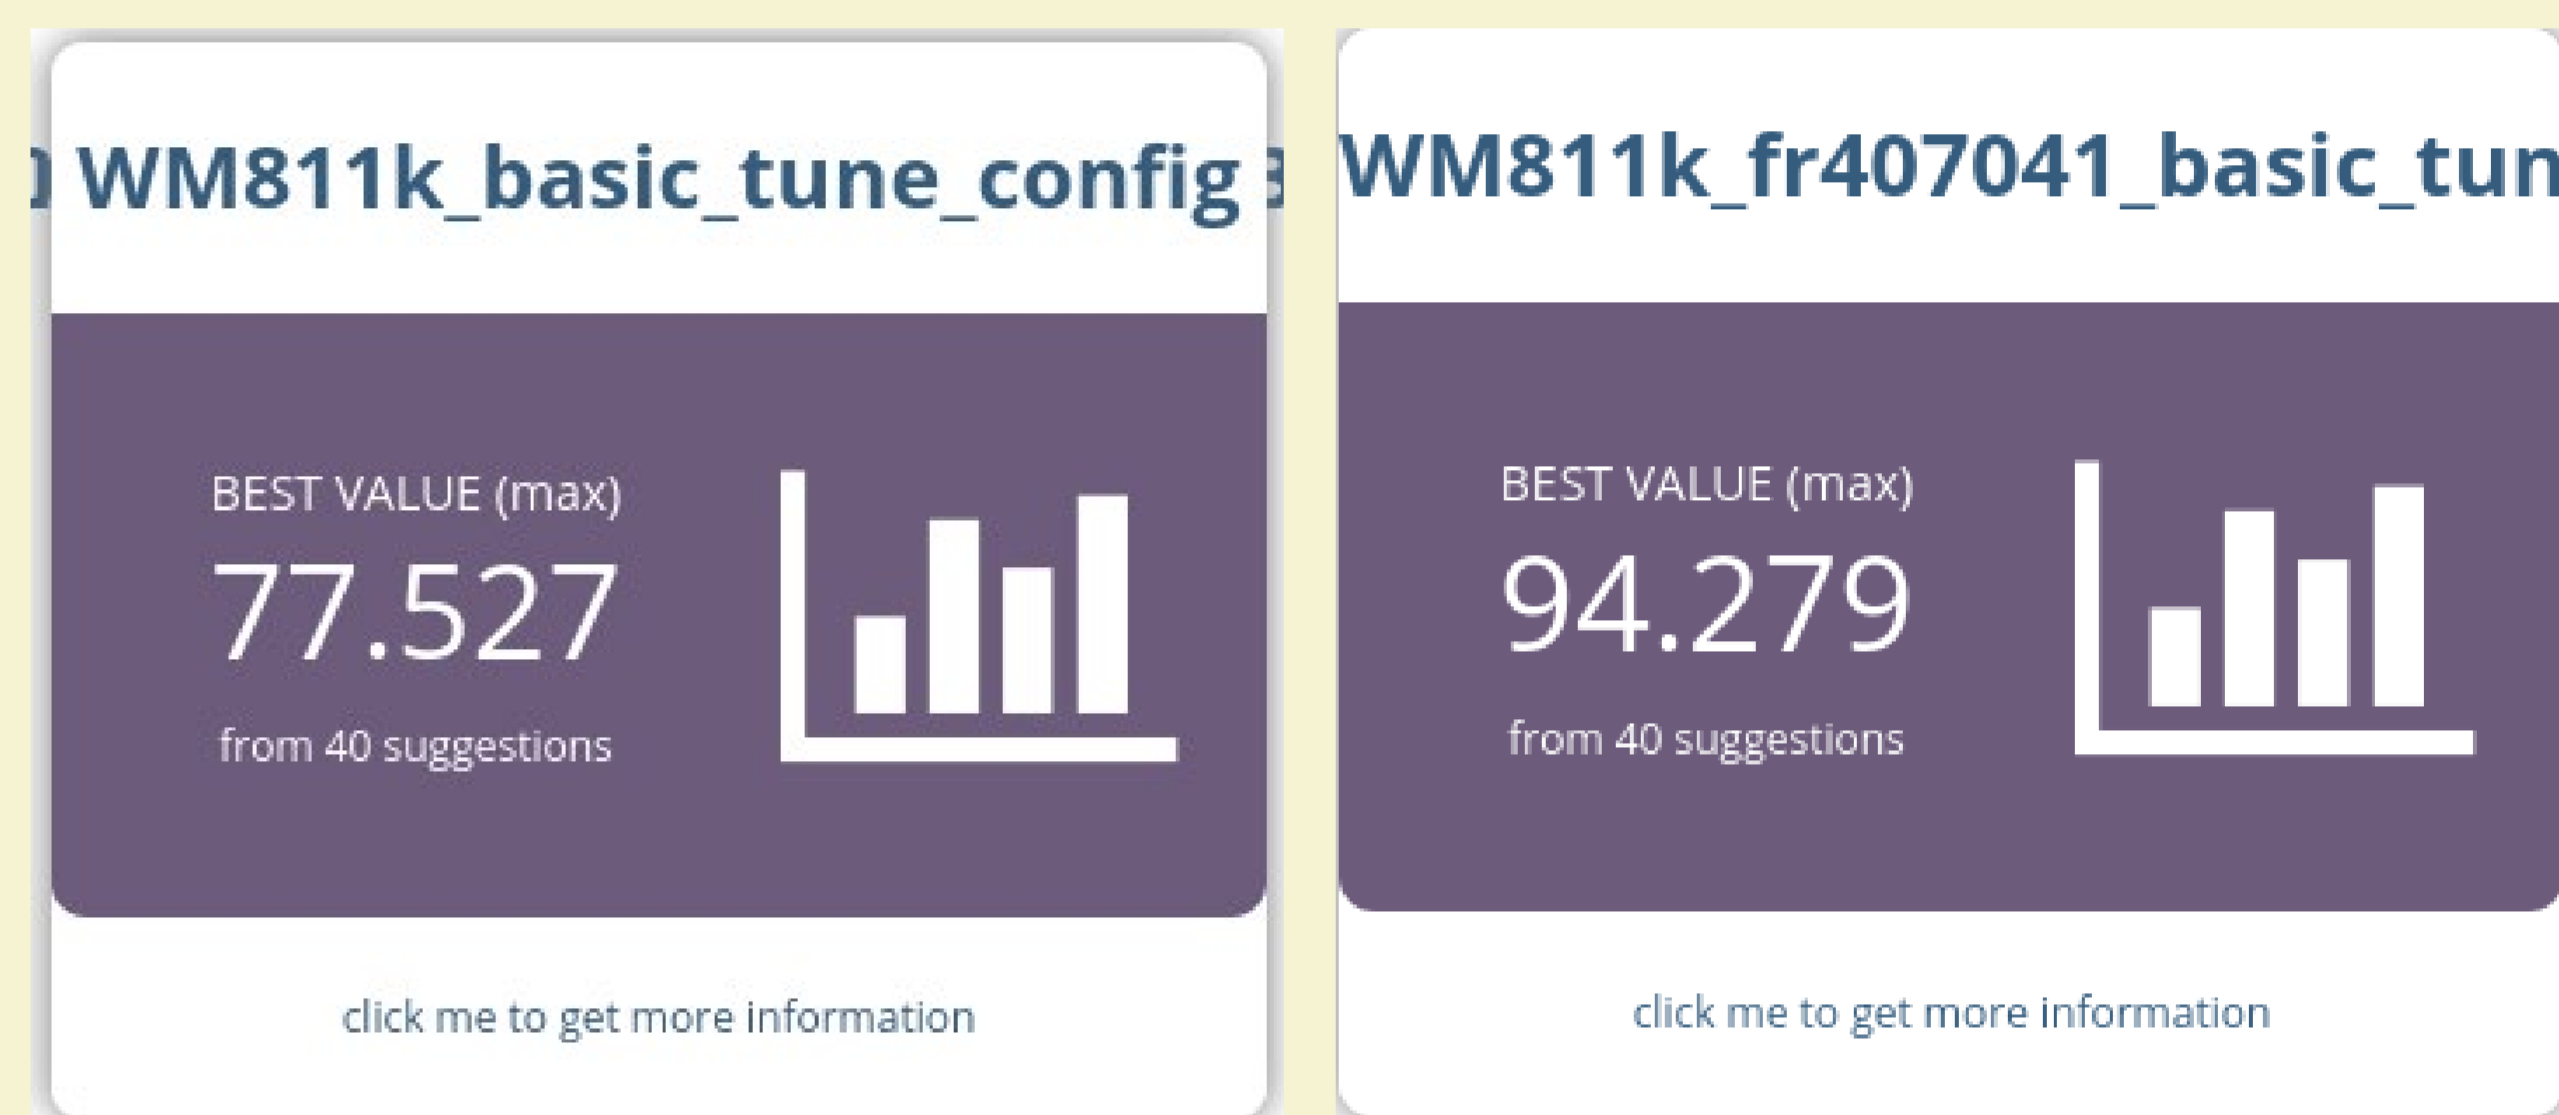 WM811k_basic_tune_config
BEST VALUE (max)
77.527
from 40 suggestions
click me to get more information
WM811k_fr407041_basic_tun
BEST VALUE (max)
94.279
from 40 suggestions
click me to get more information